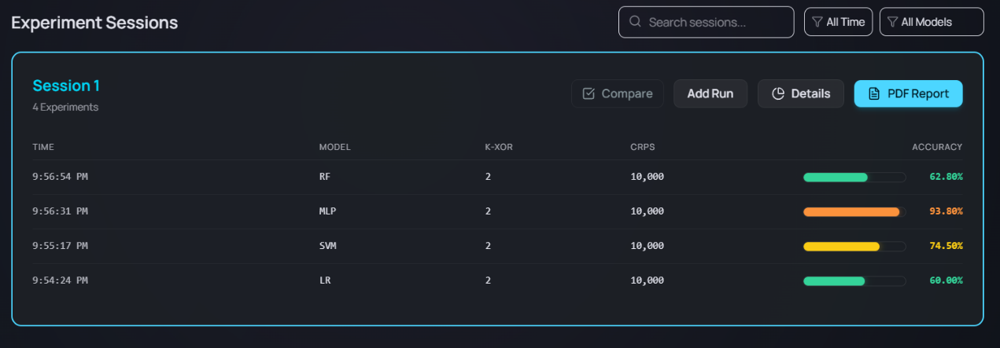 Experiment Sessions
Search sessions...
All Time
All Models
Session 1
4 Experiments
Compare
Add Run
Details
PDF Report
TIME MODEL K-XOR CRPS ACCURACY
9:56:54 PM RF 2 10,000 62.80%
9:56:31 PM MLP 2 10,000 93.80%
9:55:17 PM SVM 2 10,000 74.50%
9:54:24 PM LR 2 10,000 60.00%